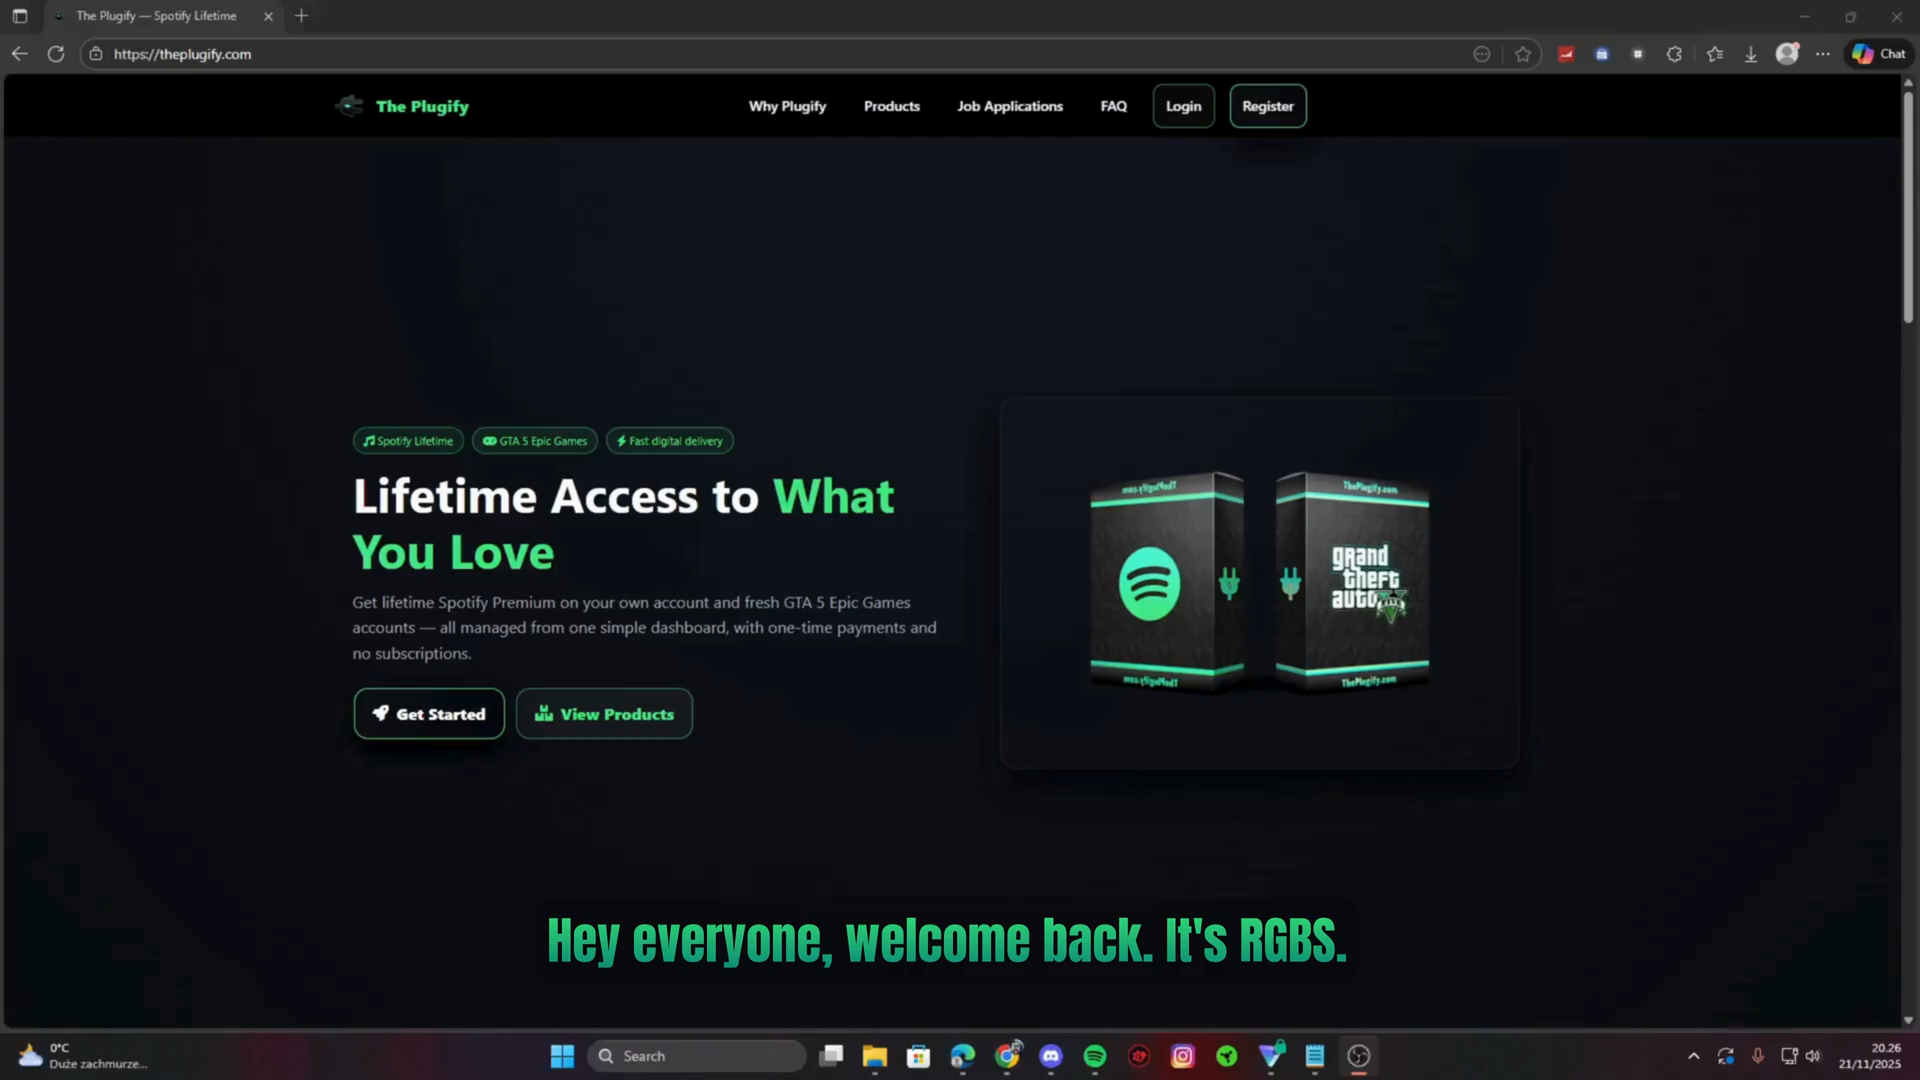 The Plugify — Spotify Lifetime
https://theplugify.com
Chat
The Plugify
Why Plugify
Products
Job Applications
FAQ
Login
Register
Spotify Lifetime
GTA 5 Epic Games
Fast digital delivery
Lifetime Access to What
You Love
Get lifetime Spotify Premium on your own account and fresh GTA 5 Epic Games
accounts — all managed from one simple dashboard, with one-time payments and
no subscriptions.
Get Started
View Products
ThePlugify.com
ThePlugify.com
grand
theft
auto
ThePlugify.com
ThePlugify.com
Hey everyone, welcome back. It's RGBS.
0°C
Duże zachmurze...
Search
20.26
21/11/2025